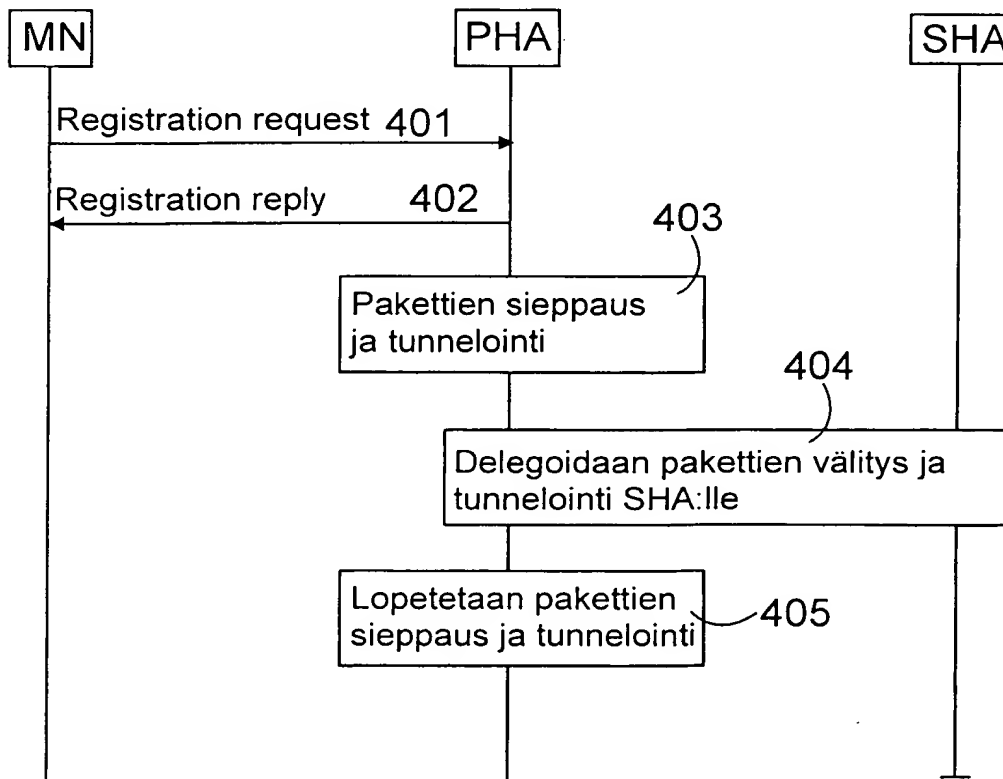 MN
PHA
SHA
Registration request 401
Registration reply 402
403
Pakettien sieppaus
ja tunnelointi
404
Delegoidaan pakettien välitys ja
tunnelointi SHA:lle
Lopetetaan pakettien
sieppaus ja tunnelointi
405